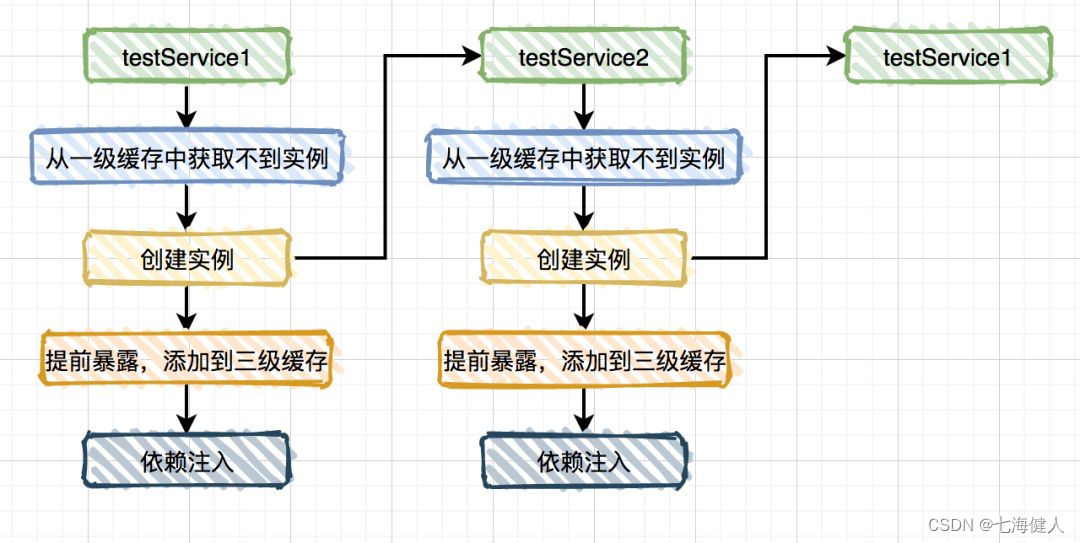 testService1
从一级缓存中获取不到实例
创建实例
提前暴露，添加到三级缓存
依赖注入
testService2
从一级缓存中获取不到实例
创建实例
提前暴露，添加到三级缓存
依赖注入
testService1
CSDN @七海健人